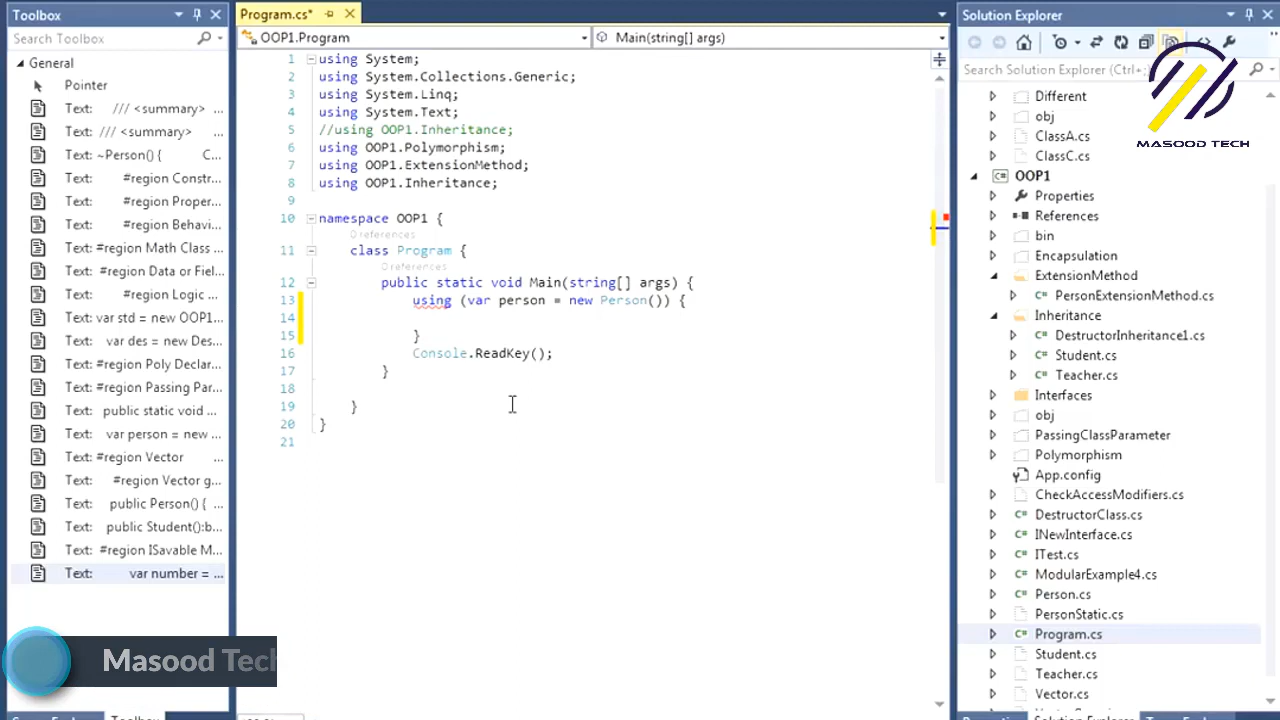 Toolbox
Search Toolbox
General
Pointer
Text: /// <summary> ...
Text: /// <summary> ...
Text: ~Person() { C...
Text: #region Constr...
Text: #region Proper...
Text: #region Behavi...
Text: #region Math Class ...
Text: #region Data or Fiel...
Text: #region Logic ...
Text: var std = new OOP1...
Text: var des = new Des...
Text: #region Poly Declar...
Text: #region Passing Par...
Text: public static void ...
Text: var person = new ...
Text: #region Vector ...
Text: #region Vector g...
Text: public Person() { ...
Text: public Student():b...
Text: #region ISavable M...
Text: var number = ...
Masood Tech
Toolbox
Program.cs*
OOP1.Program
Main(string[] args)
1 using System;
2 using System.Collections.Generic;
3 using System.Linq;
4 using System.Text;
5 //using OOP1.Inheritance;
6 using OOP1.Polymorphism;
7 using OOP1.ExtensionMethod;
8 using OOP1.Inheritance;
9
10 namespace OOP1 {
0 references
11 class Program {
0 references
12 public static void Main(string[] args) {
13 using (var person = new Person()) {
14
15 }
16 Console.ReadKey();
17 }
18
19 }
20 }
21
Solution Explorer
Search Solution Explorer (Ctrl+;
MASOOD TECH
Different
obj
ClassA.cs
ClassC.cs
OOP1
Properties
References
bin
Encapsulation
ExtensionMethod
PersonExtensionMethod.cs
Inheritance
DestructorInheritance1.cs
Student.cs
Teacher.cs
Interfaces
obj
PassingClassParameter
Polymorphism
App.config
CheckAccessModifiers.cs
DestructorClass.cs
INewInterface.cs
ITest.cs
ModularExample4.cs
Person.cs
PersonStatic.cs
Program.cs
Student.cs
Teacher.cs
Vector.cs